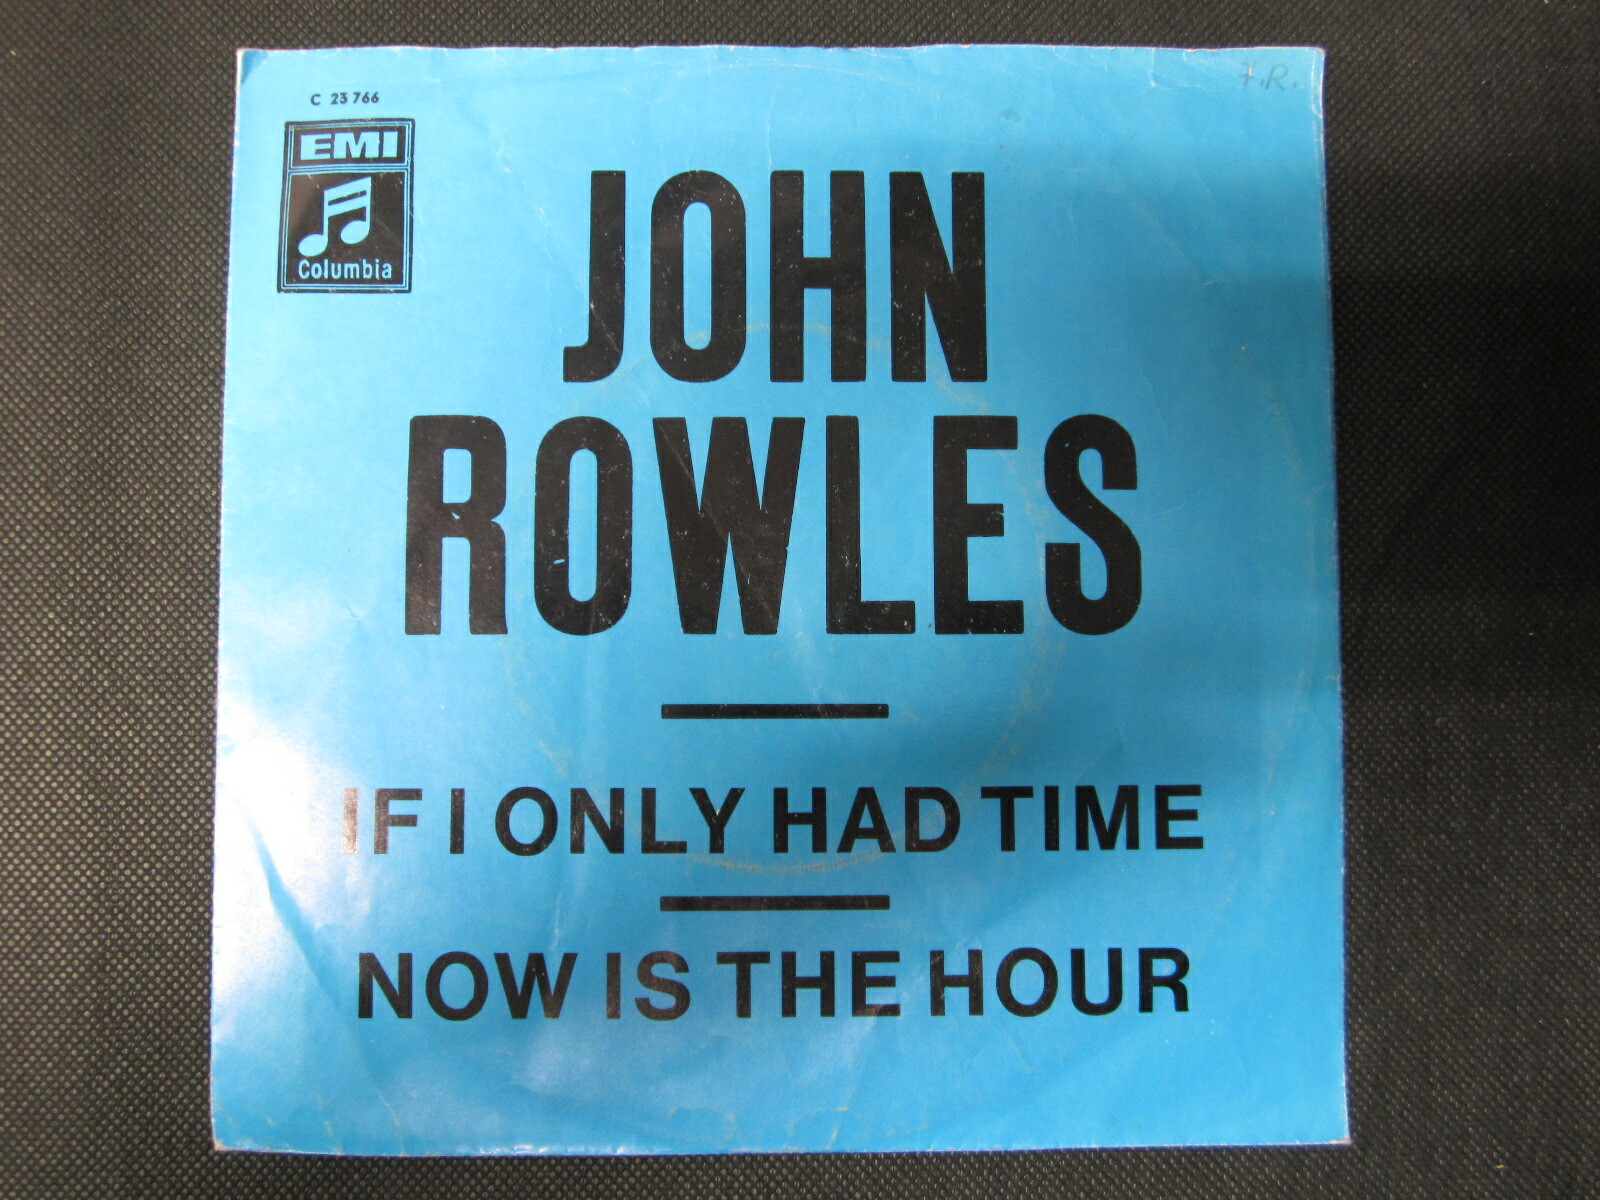 C 23 766
EMI
Columbia
JOHN
ROWLES
IF I ONLY HAD TIME
NOW IS THE HOUR